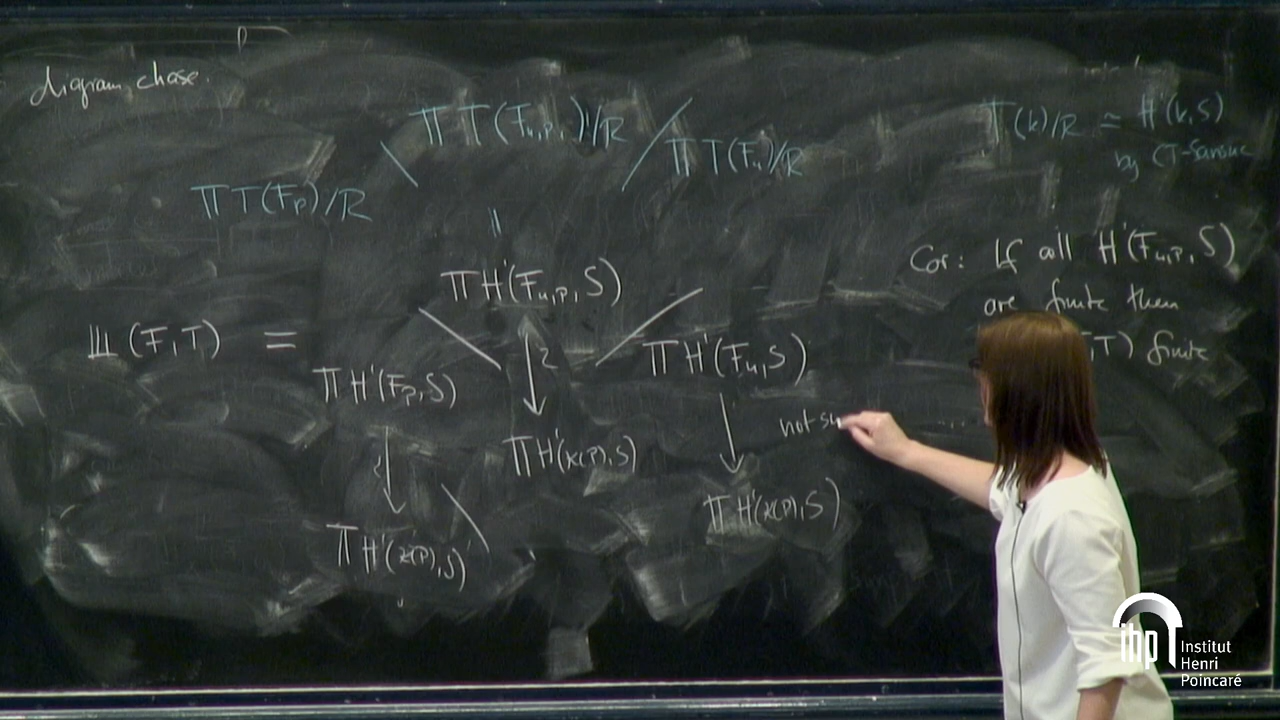 diagram chase.
∏ T(F_{u,P})/R
∏ T(F_P)/R
∏ T(F_u)/R
T(k)/R ≃ H¹(k,S)
by CT-Sansuc
||
Cor: If all H¹(F_{u,P}, S)
are finite then
,T) finite
Ш(F,T) =
∏ H¹(F_{u,P}, S)
∏ H¹(F_P, S)
∏ H¹(F_u, S)
not su
∏ H¹(κ(P), S)
∏ H¹(κ(P), S)
∏ H¹(κ(P), S)
ihp Institut
Henri
Poincaré